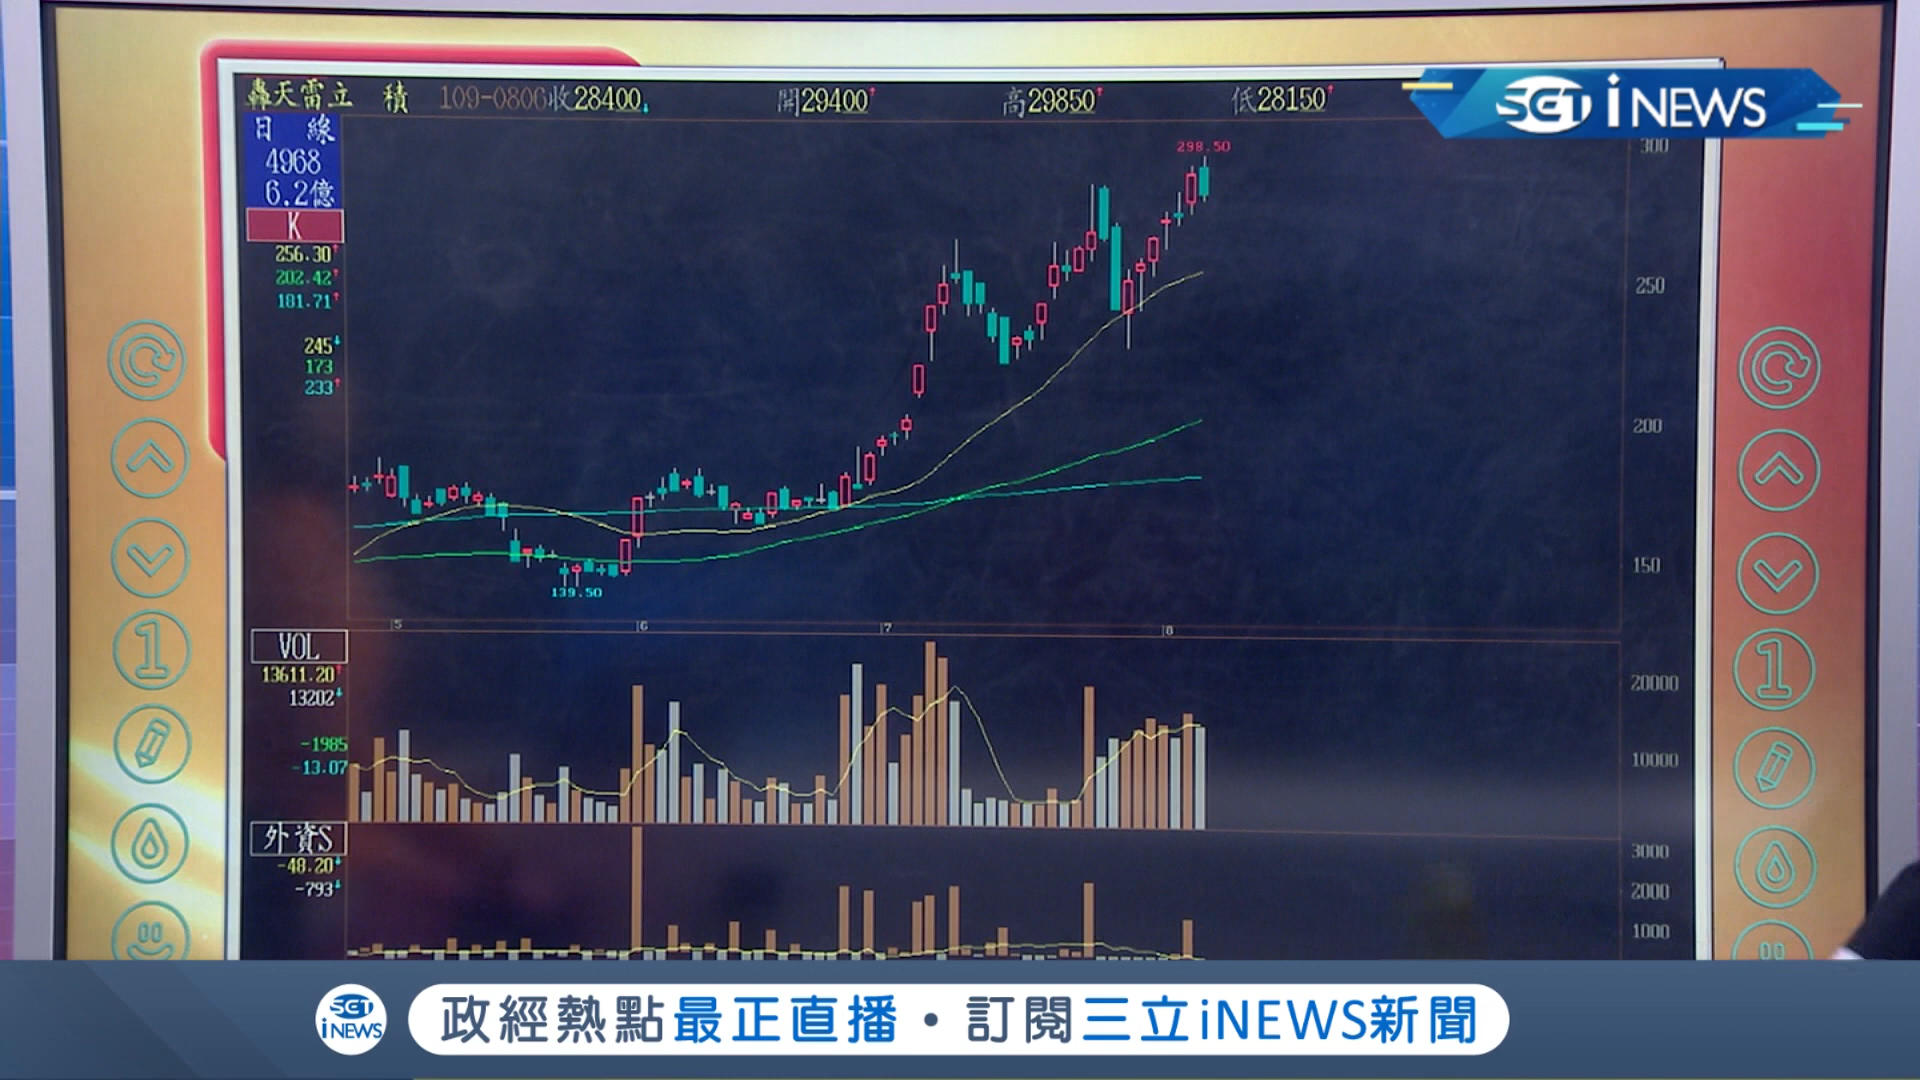 轟天雷立 積 109-0806收28400↓ 開29400↑ 高29850↑ 低28150↑
SET iNEWS
日 線
4968
6.2億
K
256.30↑
202.42↑
181.71↑
245↓
173
233↑
298.50
139.50
300
250
200
150
5 6 7 8
VOL
13611.20↑
13202↓
-1985
-13.07
20000
10000
外資S
-48.20↓
-793↓
3000
2000
1000
1
1
SET iNEWS
政經熱點最正直播・訂閱三立iNEWS新聞